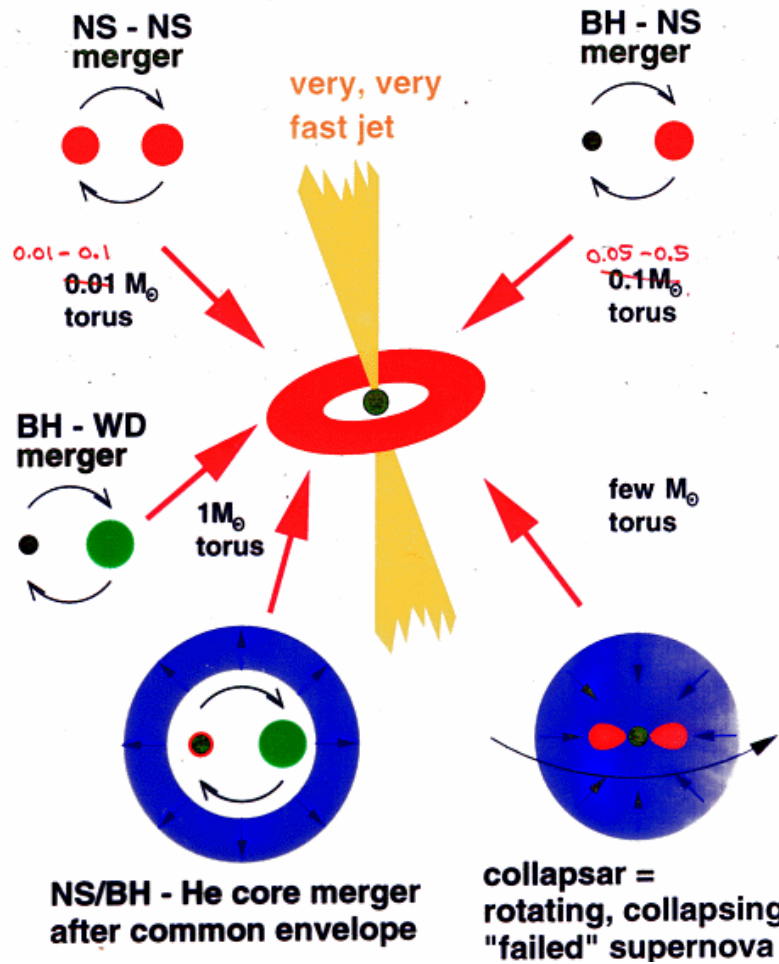 NS - NS
merger
BH - NS
merger
very, very
fast jet
0.01 - 0.1
0.01 M☉
torus
0.05 - 0.5
0.1M☉
torus
BH - WD
merger
1M☉
torus
few M☉
torus
NS/BH - He core merger
after common envelope
collapsar =
rotating, collapsing
"failed" supernova